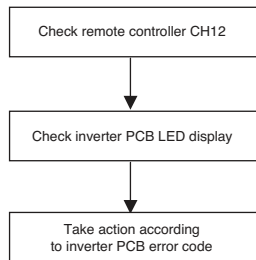 Check remote controller CH12
Check inverter PCB LED display
Take action according
to inverter PCB error code